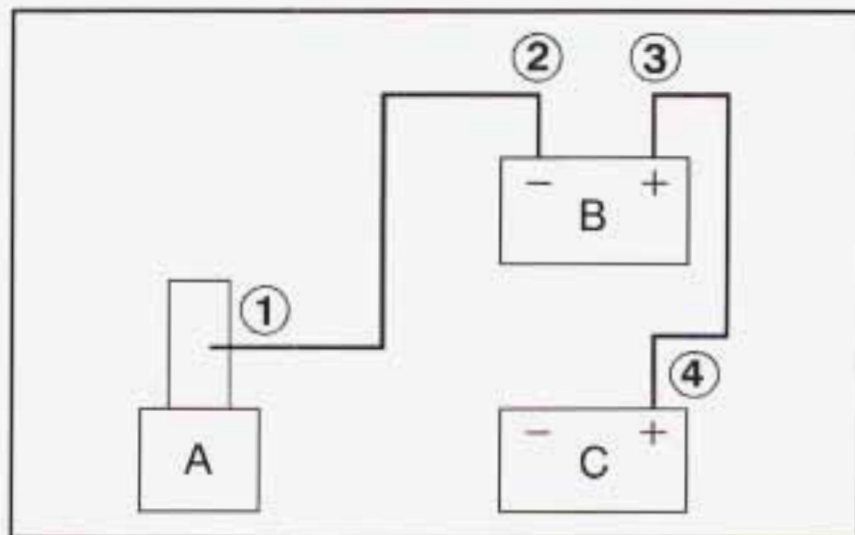 ② ③
− +
B
①
④
− +
A C